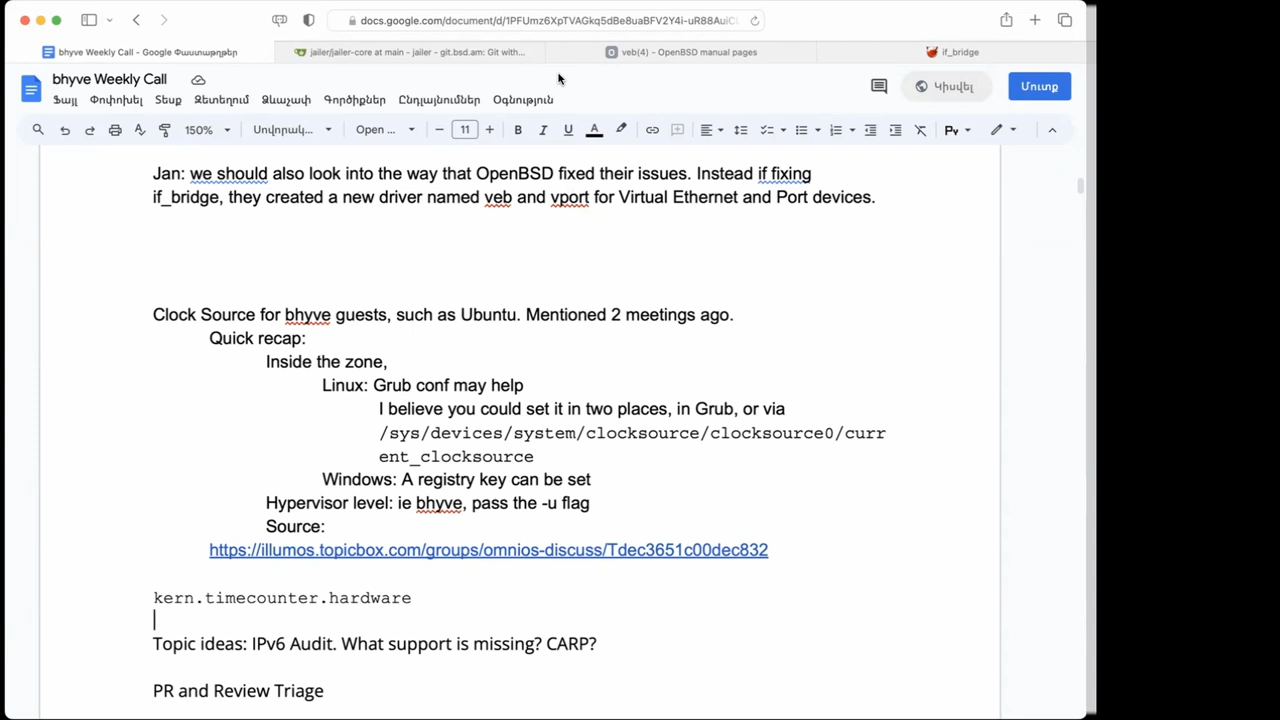 docs.google.com/document/d/1PFUmz6XpTVAGkq5dBe8uaBFV2Y4i-uR88AuiCl
bhyve Weekly Call - Google Փաստաթղթեր
jailer/jailer-core at main - jailer - git.bsd.am: Git with...
veb(4) - OpenBSD manual pages
if_bridge
bhyve Weekly Call
Կիսվել
Մուտք
Ֆայլ Փոփոխել Տեսք Զետեղում Ձևաչափ Գործիքներ Ընդլայնումներ Օգնություն
150% Սովորակ... Open ... 11
Jan: we should also look into the way that OpenBSD fixed their issues. Instead if fixing
if_bridge, they created a new driver named veb and vport for Virtual Ethernet and Port devices.
Clock Source for bhyve guests, such as Ubuntu. Mentioned 2 meetings ago.
Quick recap:
Inside the zone,
Linux: Grub conf may help
I believe you could set it in two places, in Grub, or via
/sys/devices/system/clocksource/clocksource0/curr
ent_clocksource
Windows: A registry key can be set
Hypervisor level: ie bhyve, pass the -u flag
Source:
https://illumos.topicbox.com/groups/omnios-discuss/Tdec3651c00dec832
kern.timecounter.hardware
Topic ideas: IPv6 Audit. What support is missing? CARP?
PR and Review Triage